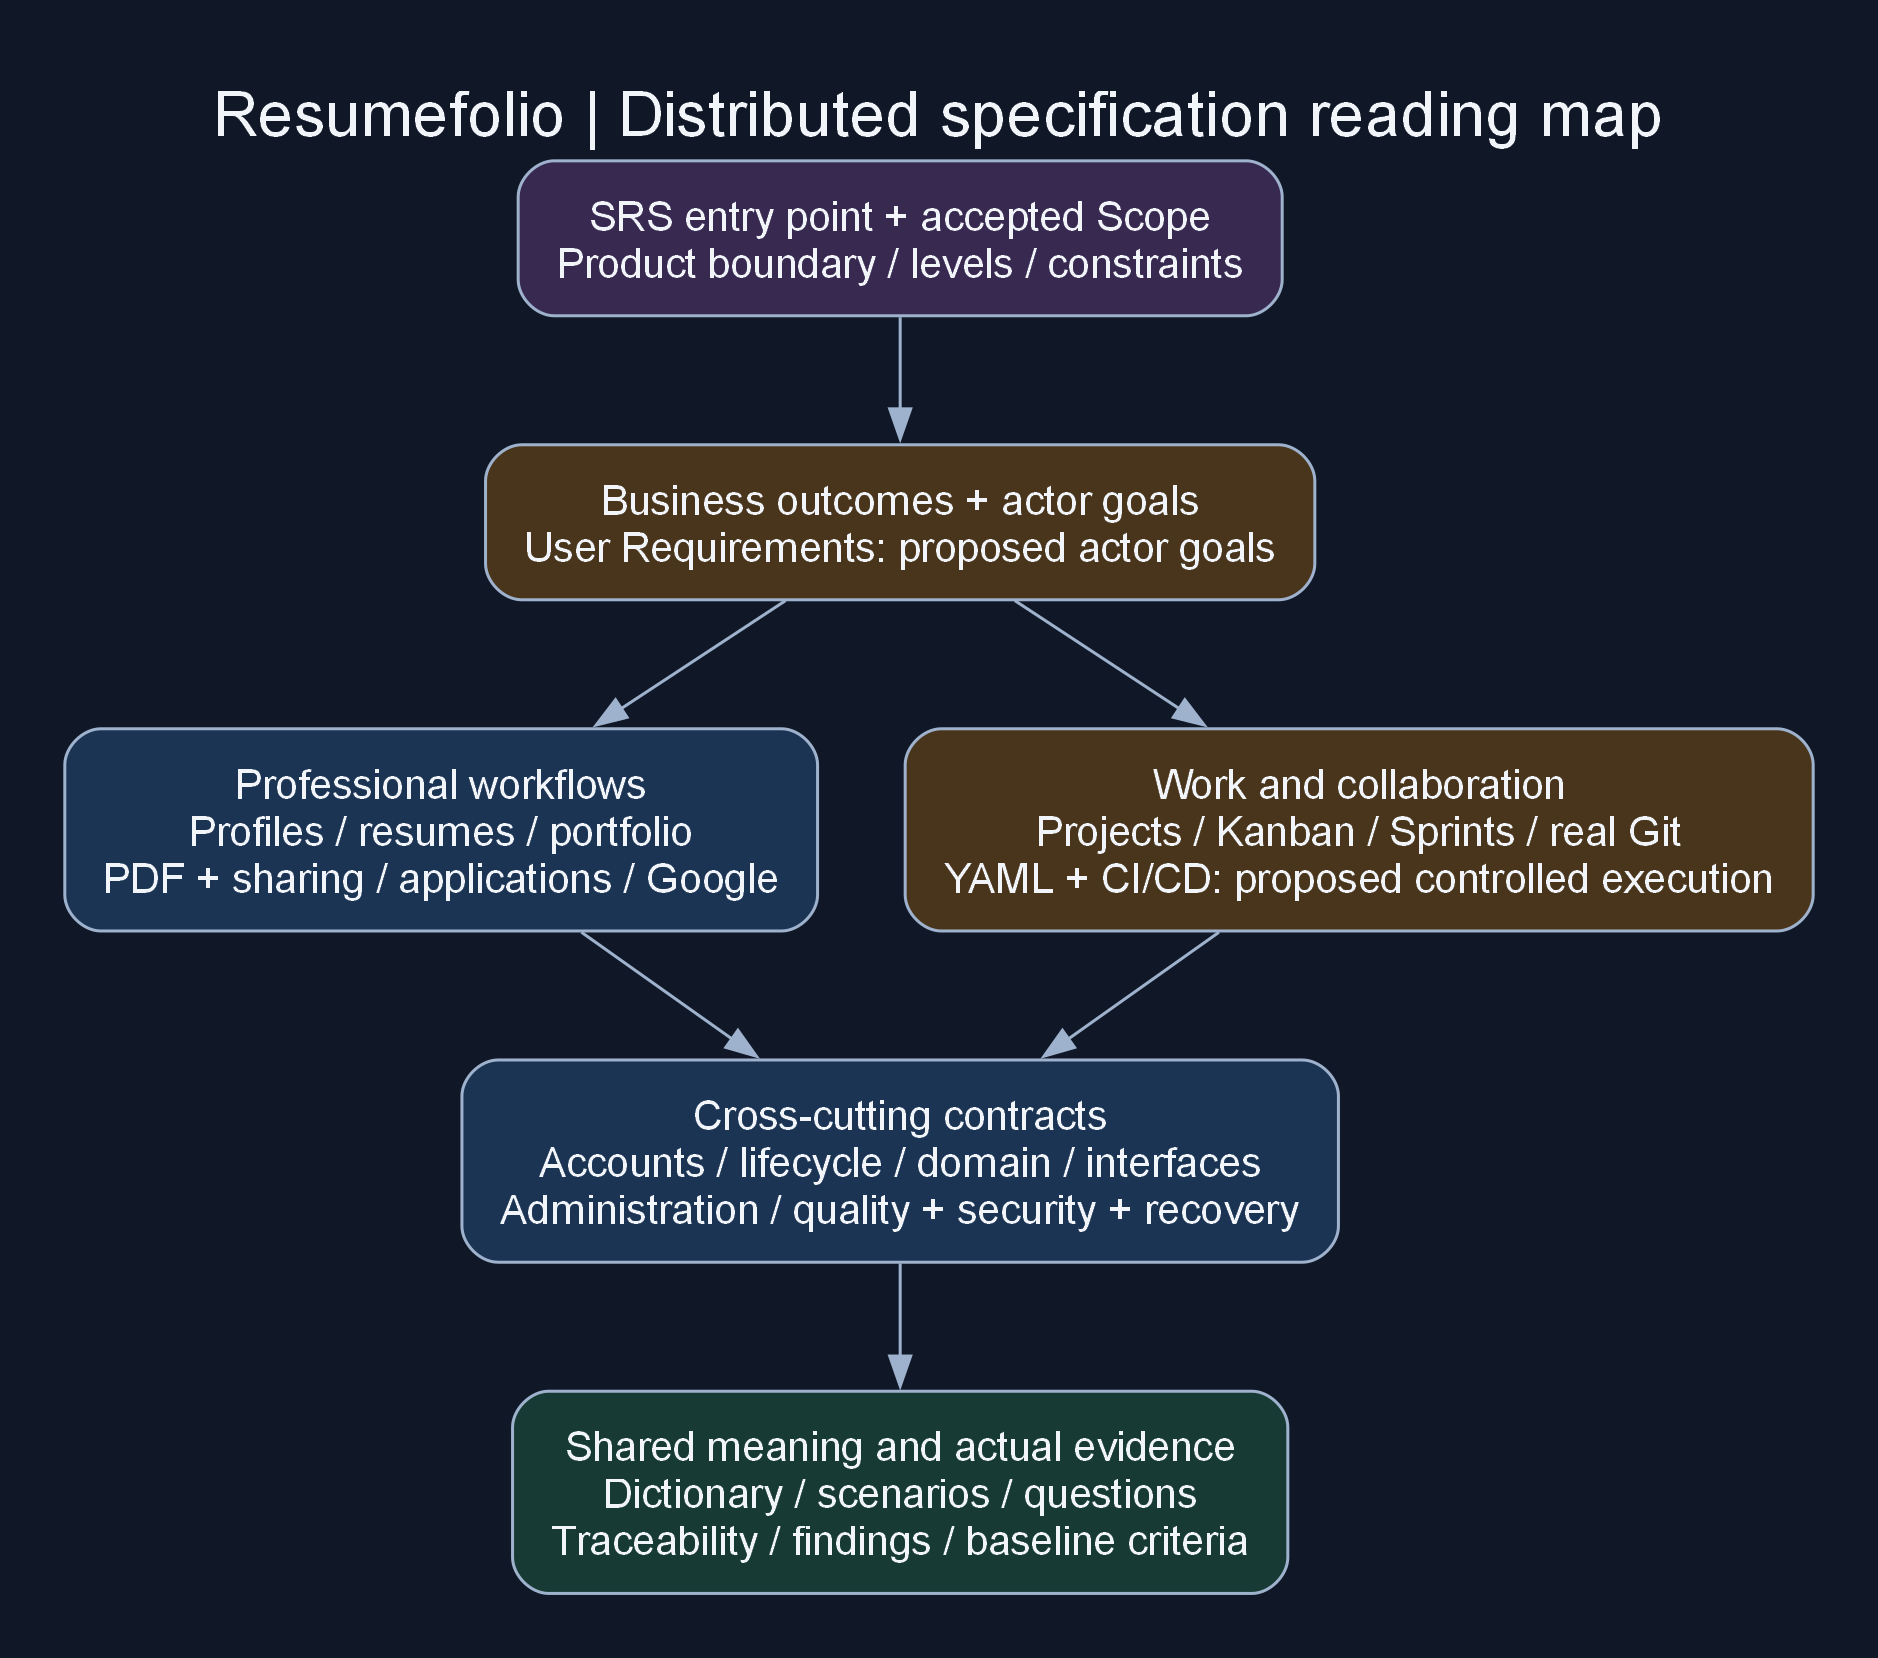 Resumefolio | Distributed specification reading map
SRS entry point + accepted Scope
Product boundary / levels / constraints
Business outcomes + actor goals
User Requirements: proposed actor goals
Professional workflows
Profiles / resumes / portfolio
PDF + sharing / applications / Google
Work and collaboration
Projects / Kanban / Sprints / real Git
YAML + CI/CD: proposed controlled execution
Cross-cutting contracts
Accounts / lifecycle / domain / interfaces
Administration / quality + security + recovery
Shared meaning and actual evidence
Dictionary / scenarios / questions
Traceability / findings / baseline criteria